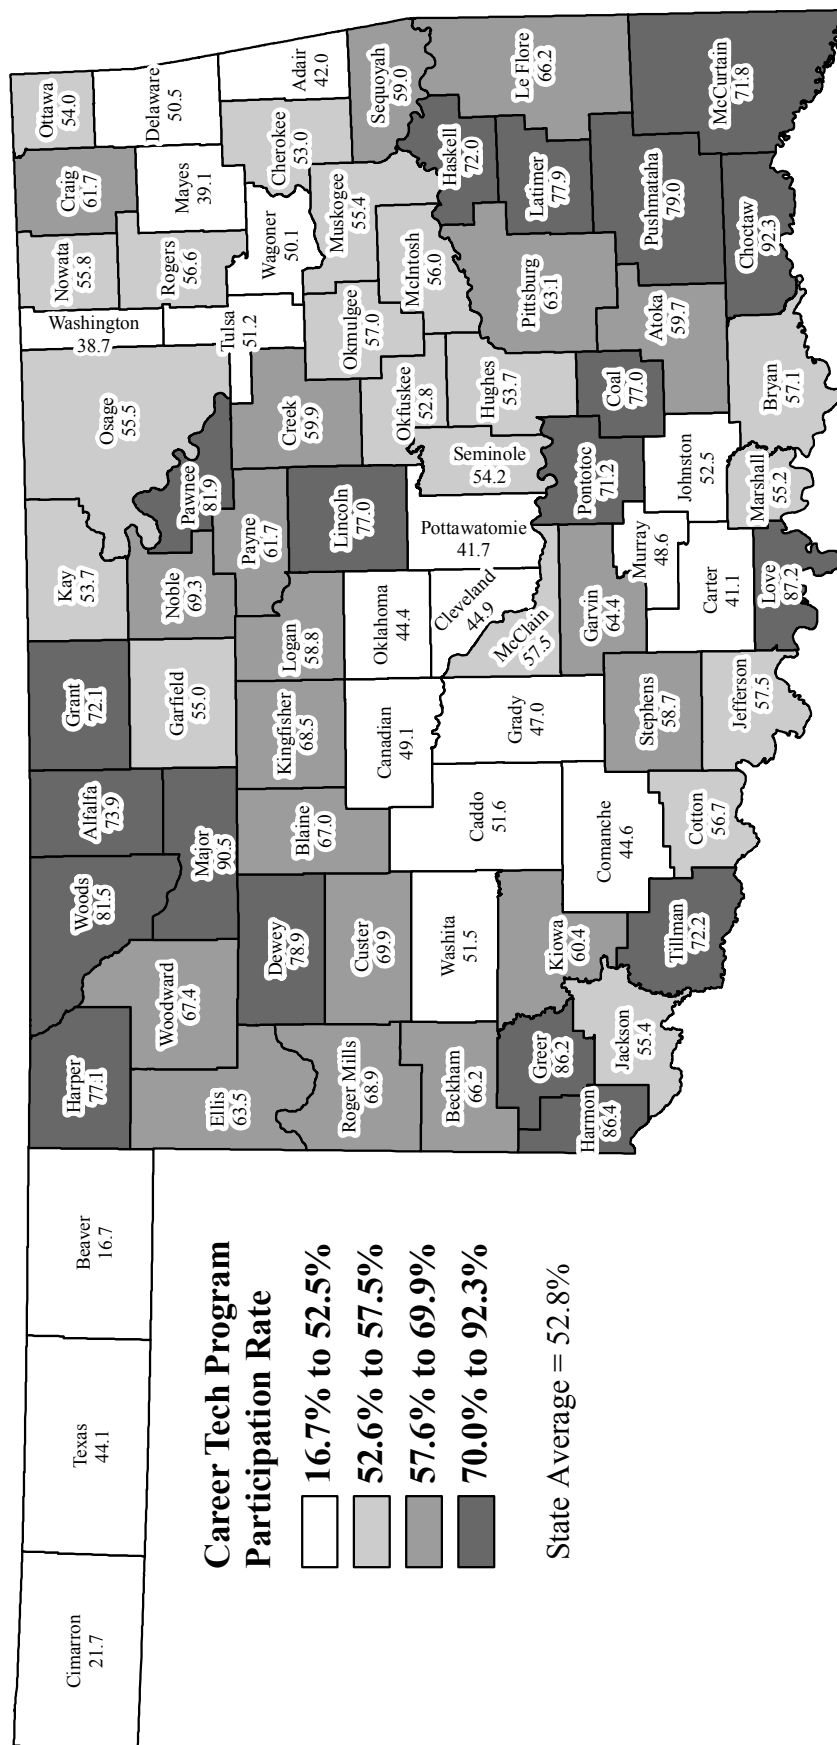 Cimarron
21.7
Texas
44.1
Beaver
16.7
Harper
77.1
Woods
81.5
Alfalfa
73.9
Grant
72.1
Kay
53.7
Osage
55.5
Washington
38.7
Nowata
55.8
Craig
61.7
Ottawa
54.0
Ellis
63.5
Woodward
67.4
Major
90.5
Garfield
55.0
Noble
69.3
Pawnee
81.9
Tulsa
51.2
Rogers
56.6
Mayes
39.1
Delaware
50.5
Roger Mills
68.9
Dewey
78.9
Blaine
67.0
Kingfisher
68.5
Logan
58.8
Payne
61.7
Creek
59.9
Wagoner
50.1
Cherokee
53.0
Adair
42.0
Beckham
66.2
Custer
69.9
Canadian
49.1
Oklahoma
44.4
Lincoln
77.0
Okfuskee
52.8
Okmulgee
57.0
Muskogee
55.4
Sequoyah
59.0
Washita
51.5
Caddo
51.6
Grady
47.0
Cleveland
44.9
McClain
57.5
Pottawatomie
41.7
Seminole
54.2
Hughes
53.7
McIntosh
56.0
Haskell
72.0
Le Flore
66.2
Harmon
86.4
Greer
86.2
Kiowa
60.4
Comanche
44.6
Stephens
58.7
Garvin
64.4
Murray
48.6
Pontotoc
71.2
Coal
77.0
Pittsburg
63.1
Latimer
77.9
Jackson
55.4
Tillman
72.2
Cotton
56.7
Jefferson
57.5
Carter
41.1
Johnston
52.5
Atoka
59.7
Pushmataha
79.0
McCurtain
71.8
Love
87.2
Marshall
55.2
Bryan
57.1
Choctaw
92.3
Career Tech Program
Participation Rate
16.7% to 52.5%
52.6% to 57.5%
57.6% to 69.9%
70.0% to 92.3%
State Average = 52.8%